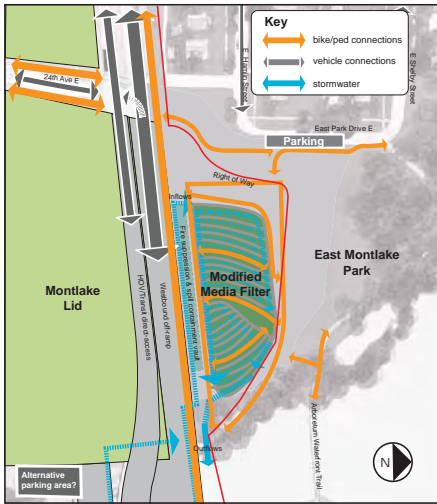 Key
bike/ped connections
vehicle connections
stormwater
24th Ave E
E Hamlin Street
E Shelby Street
East Park Drive E
Parking
Right of Way
Inflows
Fire suppression & spill containment vault
Modified
Media Filter
East Montlake
Park
Montlake
Lid
HOV/Transit direct-access
Westbound off-ramp
Arboretum Waterfront Trail
Outflows
Alternative
parking area?
N